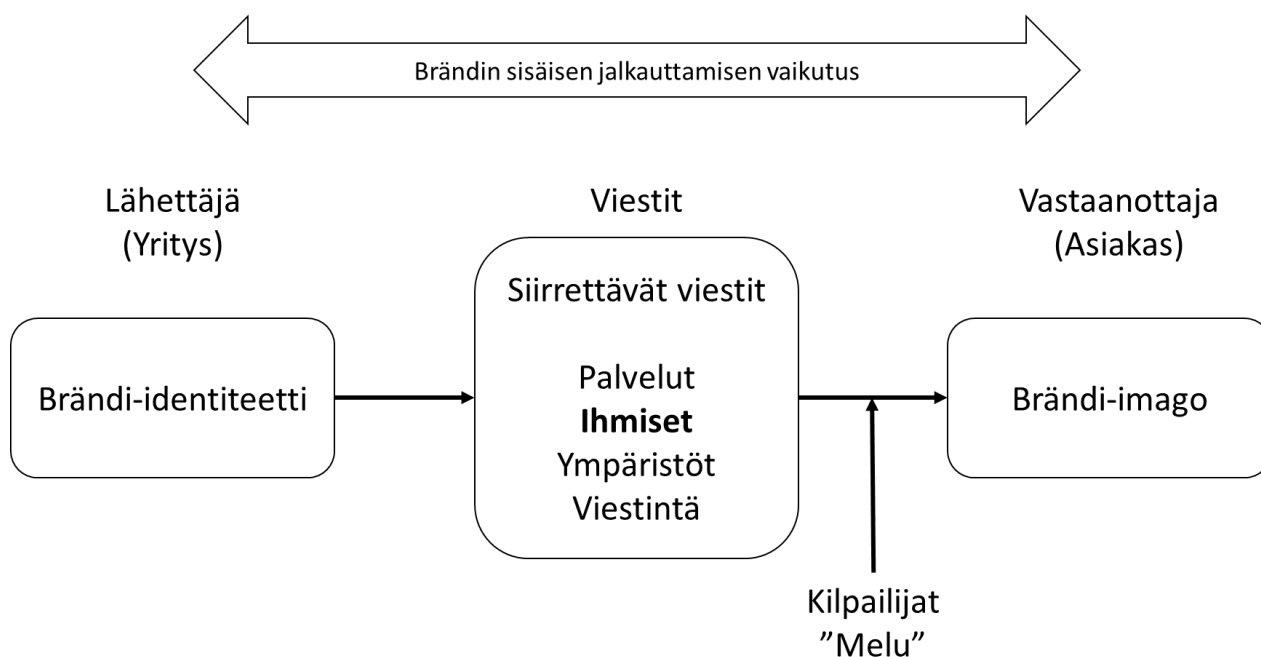 Brändin sisäisen jalkauttamisen vaikutus
Lähettäjä
(Yritys)
Viestit
Vastaanottaja
(Asiakas)
Brändi-identiteetti
Siirrettävät viestit
Palvelut
Ihmiset
Ympäristöt
Viestintä
Brändi-imago
Kilpailijat
”Melu”